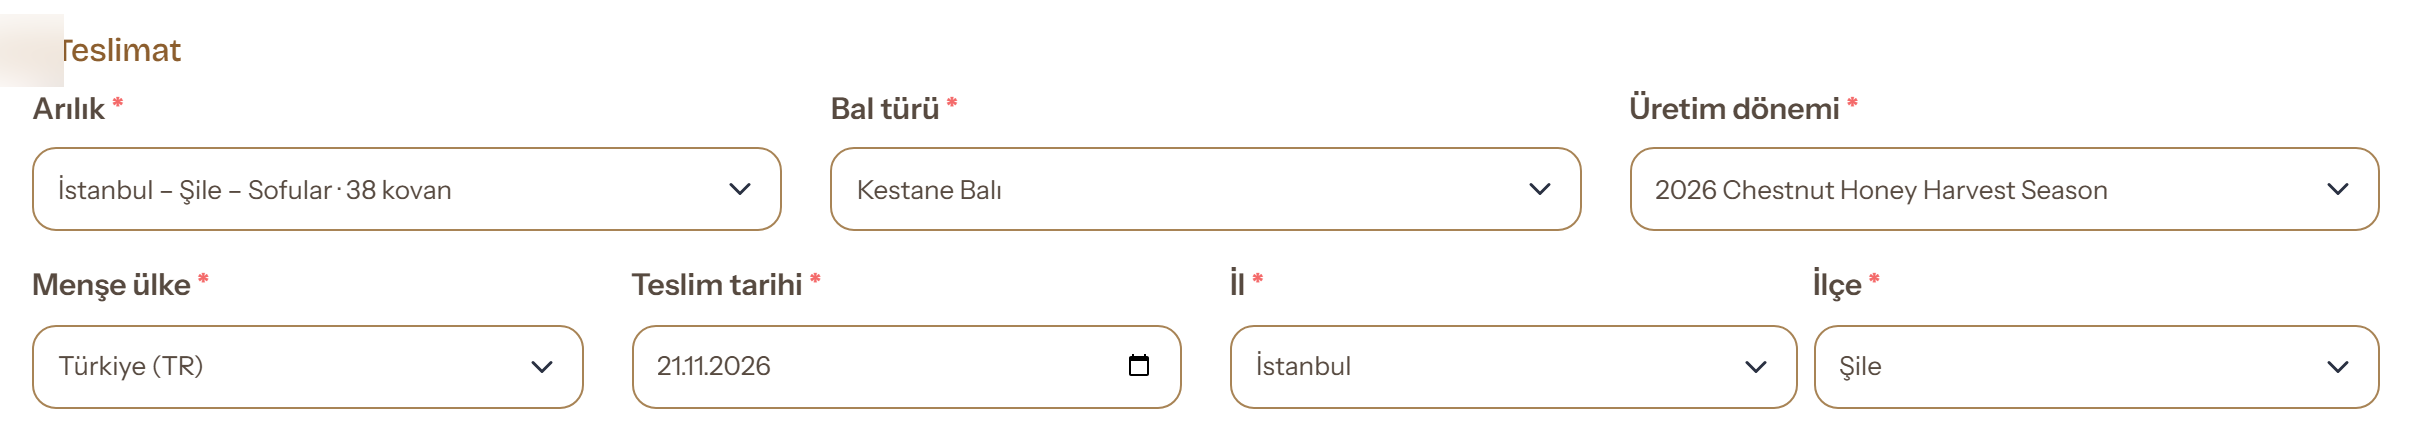 Teslimat
Arılık *
Bal türü *
Üretim dönemi *
İstanbul – Şile – Sofular · 38 kovan
Kestane Balı
2026 Chestnut Honey Harvest Season
Menşe ülke *
Teslim tarihi *
İl *
İlçe *
Türkiye (TR)
21.11.2026
İstanbul
Şile